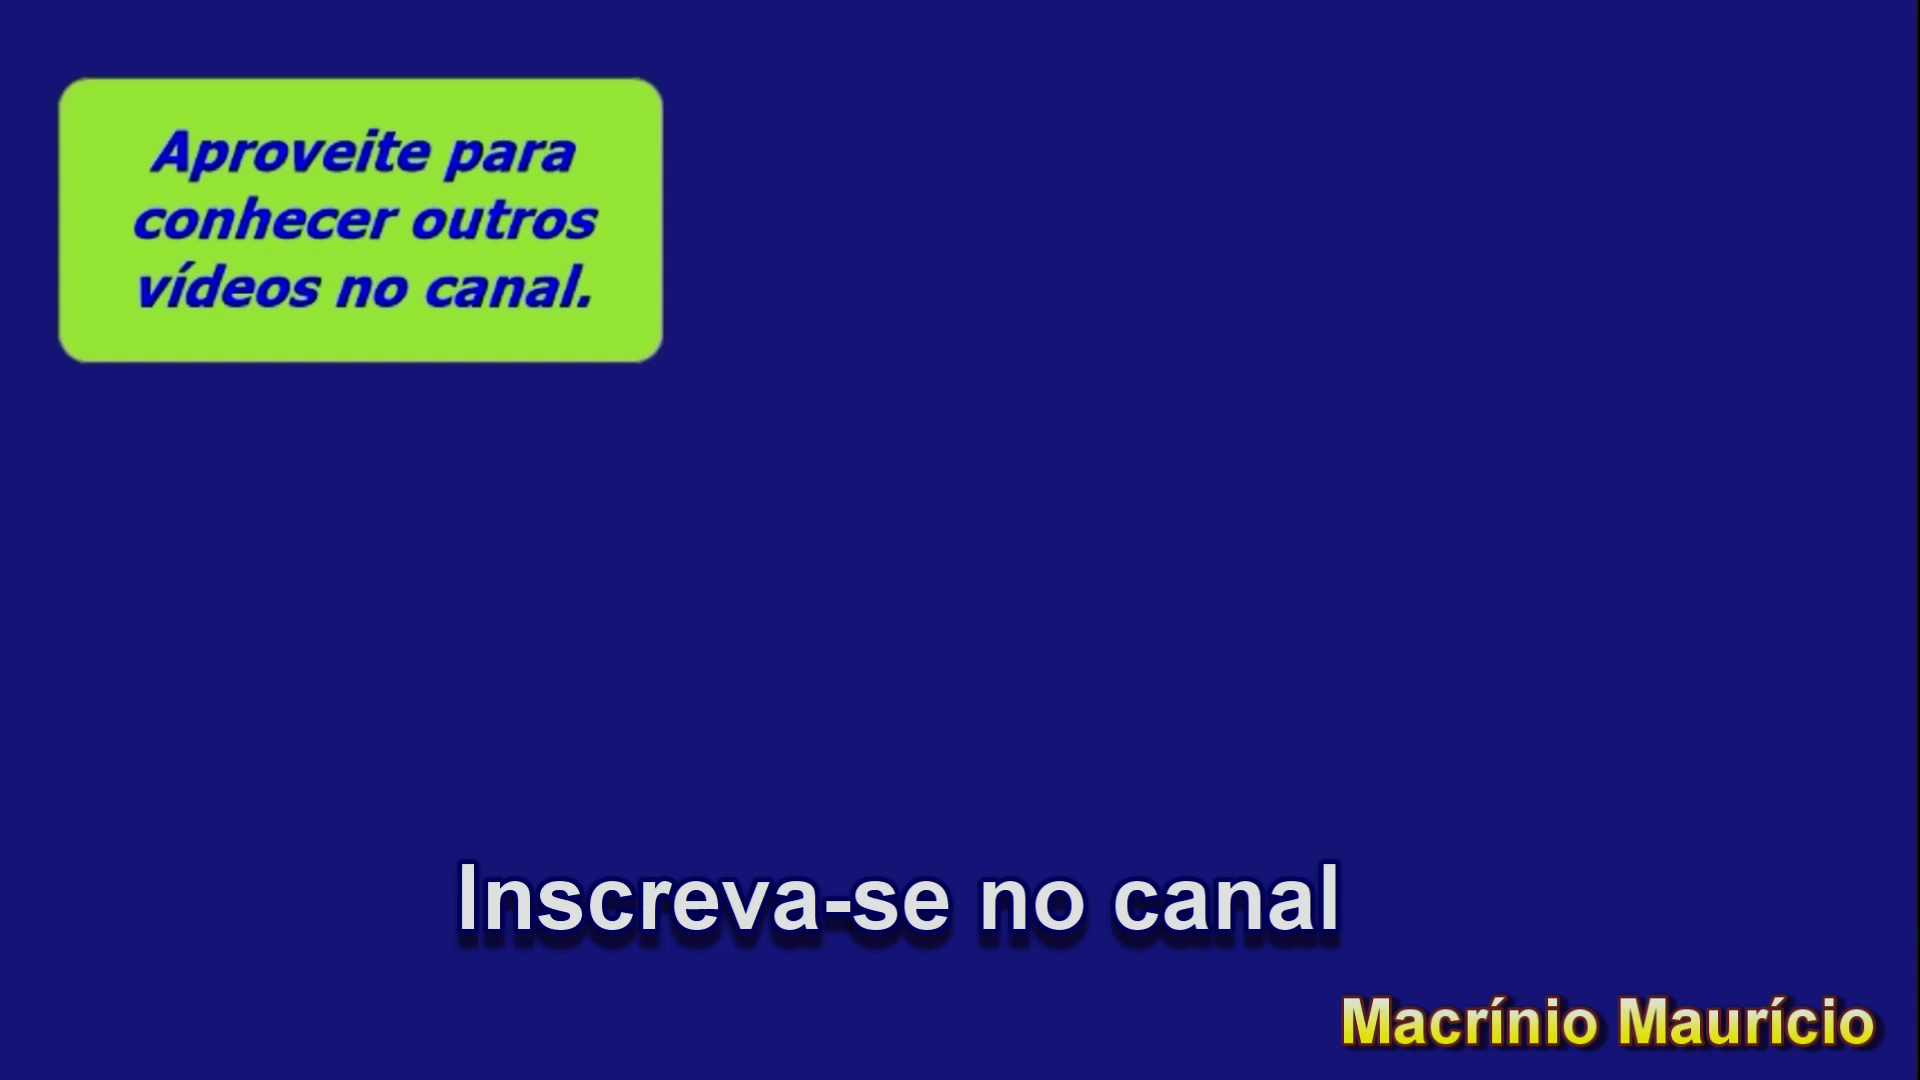 Aproveite para
conhecer outros
vídeos no canal.
Inscreva-se no canal
Macrínio Maurício